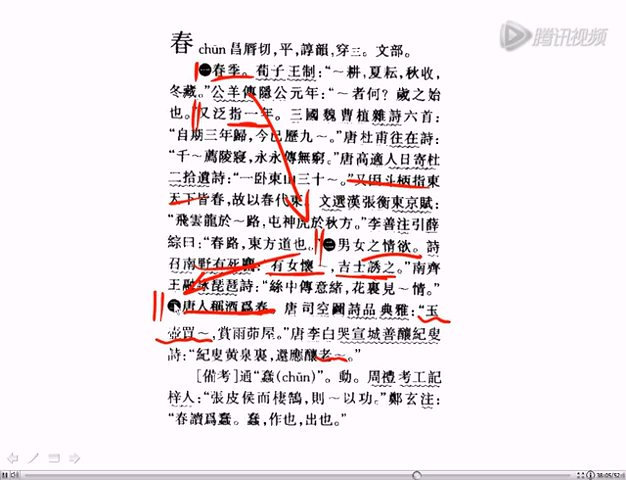 腾讯视频
春 chūn 昌脣切，平，諄韻，穿三。文部。
㊀春季。荀子王制：“～耕，夏耘，秋收，
冬藏。”公羊傳隱公元年：“～者何？歲之始
也。”又泛指一年。三國魏曹植雜詩六首：
“自期三年歸，今已歷九～。”唐杜甫往在詩：
“千～薦陵寢，永永傳無窮。”唐高適人日寄杜
二拾遺詩：“一卧東山三十～。”又因斗柄指東
天下皆春，故以春代東。文選漢張衡東京賦：
“飛雲龍於～路，屯神虎於秋方。”李善注引薛
綜曰：“春路，東方道也。”㊁男女之情欲。詩
召南野有死麕：“有女懷～，吉士誘之。”南齊
王融詠琵琶詩：“絲中傳意緒，花裏見～情。”
唐人稱酒爲春。唐司空圖詩品典雅：“玉
壺買～，賞雨茆屋。”唐李白哭宣城善釀紀叟
詩：“紀叟黄泉裏，還應釀老～。”
［備考］通“蠢(chǔn)”。動。周禮考工記
梓人：“張皮侯而棲鵠，則～以功。”鄭玄注：
“春讀爲蠢。蠢，作也，出也。”